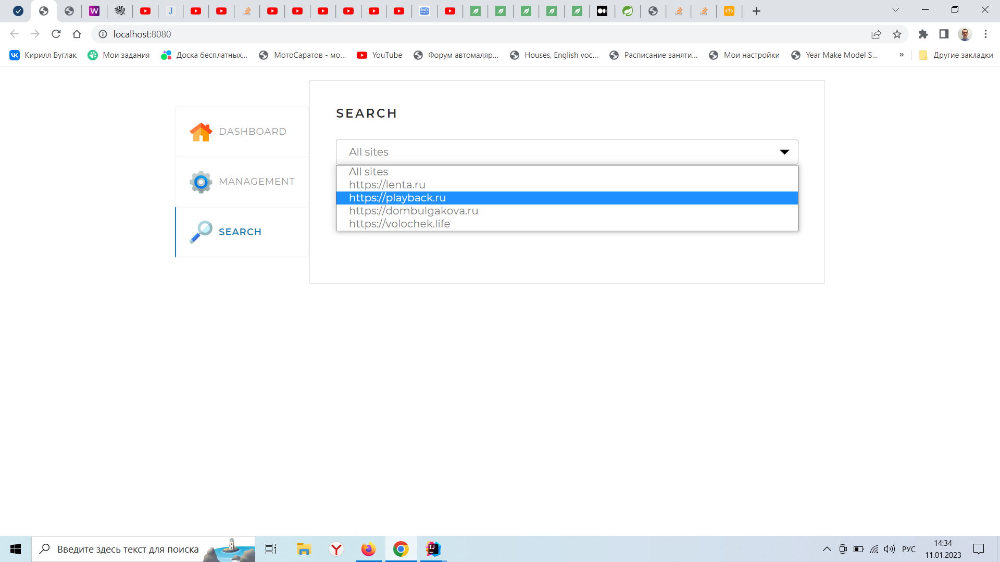 localhost:8080
Кирилл Буглак
Мои задания
Доска бесплатных...
МотоСаратов - мо...
YouTube
Форум автомаляр...
Houses, English voc...
Расписание заняти...
Мои настройки
Year Make Model S...
»
Другие закладки
SEARCH
DASHBOARD
MANAGEMENT
SEARCH
All sites
All sites
https://lenta.ru
https://playback.ru
https://dombulgakova.ru
https://volochek.life
Введите здесь текст для поиска
РУС
14:34
11.01.2023